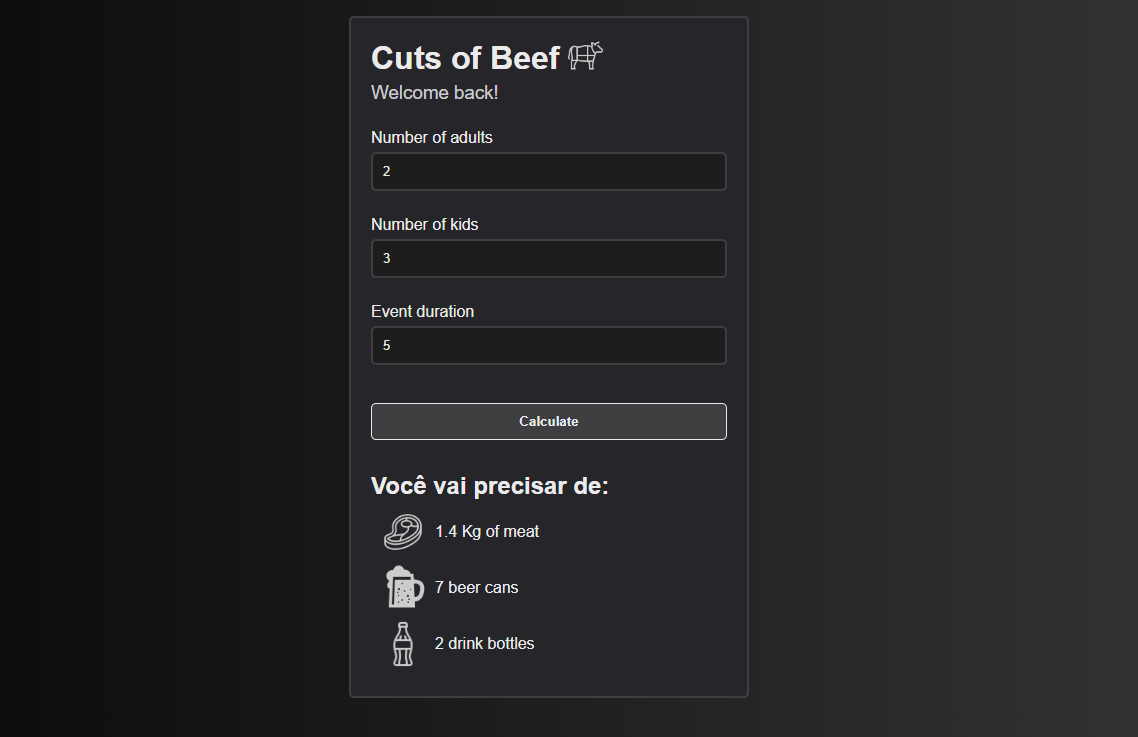 Cuts of Beef
Welcome back!
Number of adults
2
Number of kids
3
Event duration
5
Calculate
Você vai precisar de:
1.4 Kg of meat
7 beer cans
2 drink bottles